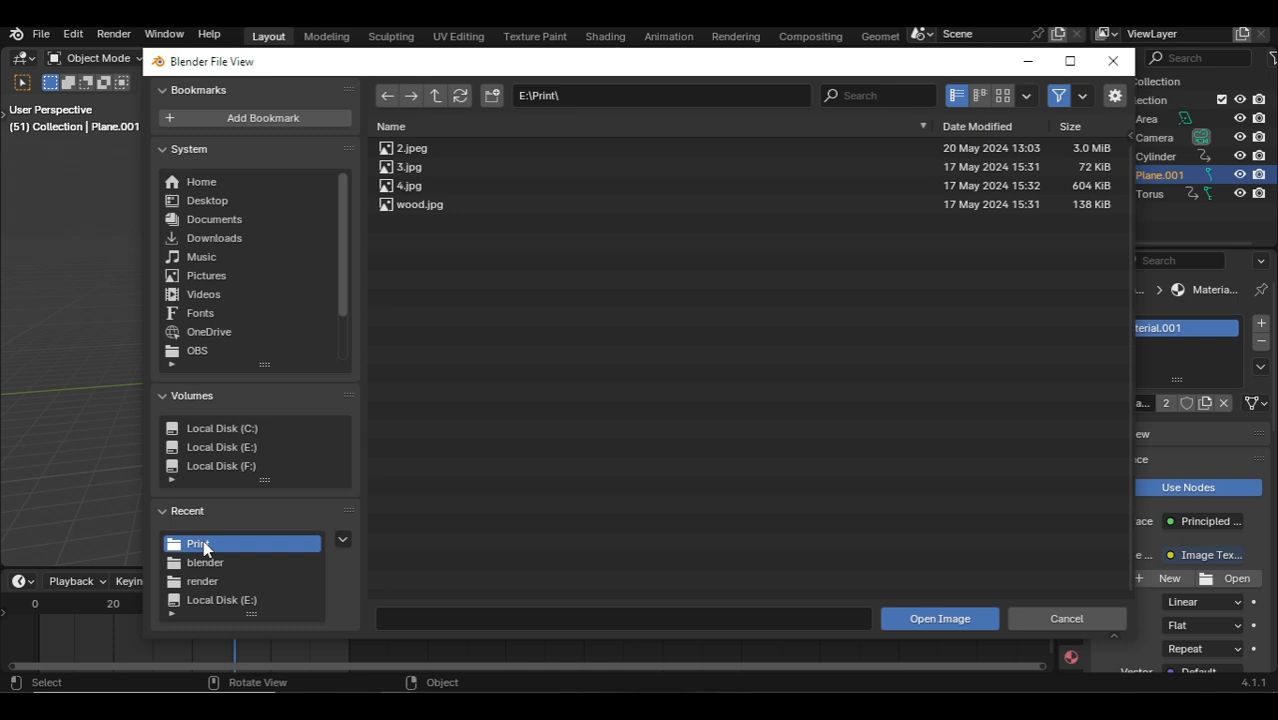 File Edit Render Window Help Layout Modeling Sculpting UV Editing Texture Paint Shading Animation Rendering Compositing Geomet Scene ViewLayer
Object Mode
Blender File View
Search
User Perspective
(51) Collection | Plane.001
Bookmarks
Add Bookmark
System
Home
Desktop
Documents
Downloads
Music
Pictures
Videos
Fonts
OneDrive
OBS
Volumes
Local Disk (C:)
Local Disk (E:)
Local Disk (F:)
Recent
Print
blender
render
Local Disk (E:)
E:\Print\
Search
Name Date Modified Size
2.jpeg 20 May 2024 13:03 3.0 MiB
3.jpg 17 May 2024 15:31 72 KiB
4.jpg 17 May 2024 15:32 604 KiB
wood.jpg 17 May 2024 15:31 138 KiB
Open Image Cancel
ollection
lection
Area
Camera
Cylinder
Plane.001
Torus
Search
... Materia...
terial.001
a... 2
ew
ce
Use Nodes
ace Principled ...
e ... Image Tex...
+ New Open
Linear
Flat
Repeat
Playback Keyin
0 20
Select Rotate View Object 4.1.1